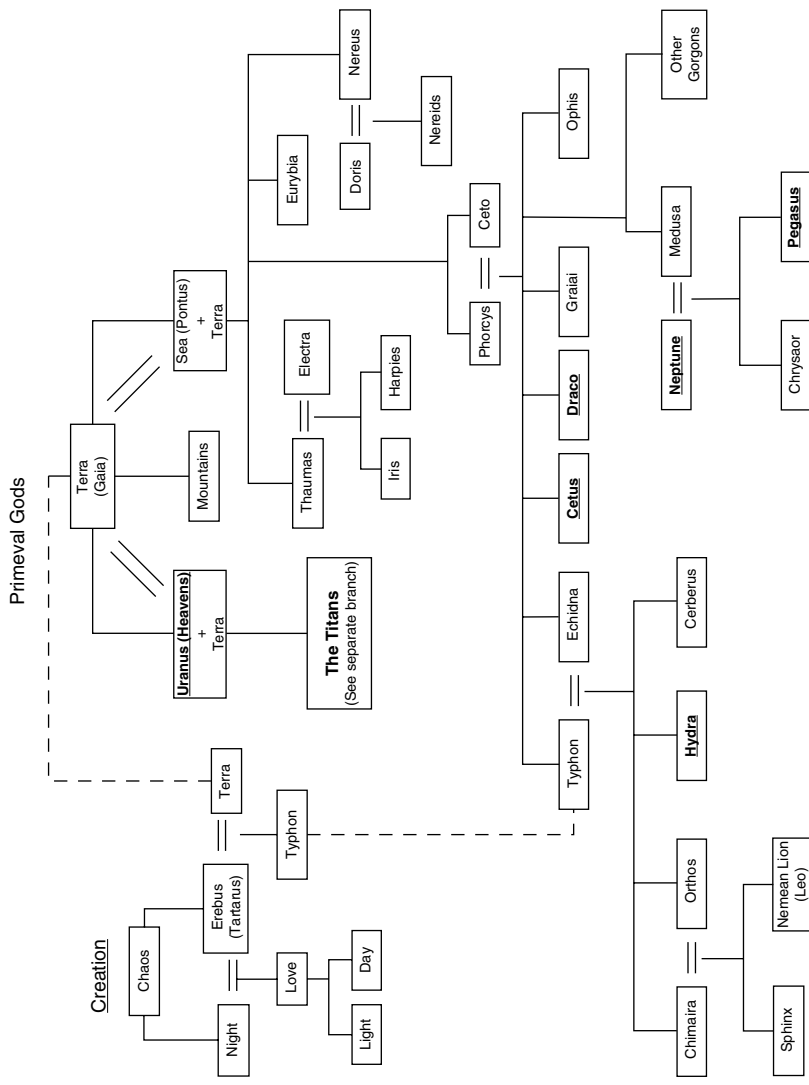 Primeval Gods
Creation
Chaos
Night
Erebus
(Tartarus)
Terra
Love
Typhon
Light
Day
Terra
(Gaia)
Uranus (Heavens)
+
Terra
Mountains
Sea (Pontus)
+
Terra
The Titans
(See separate branch)
Thaumas
Electra
Eurybia
Nereus
Doris
Iris
Harpies
Nereids
Phorcys
Ceto
Typhon
Echidna
Cetus
Draco
Graiai
Ophis
Chimaira
Orthos
Hydra
Cerberus
Neptune
Medusa
Other
Gorgons
Sphinx
Nemean Lion
(Leo)
Chrysaor
Pegasus